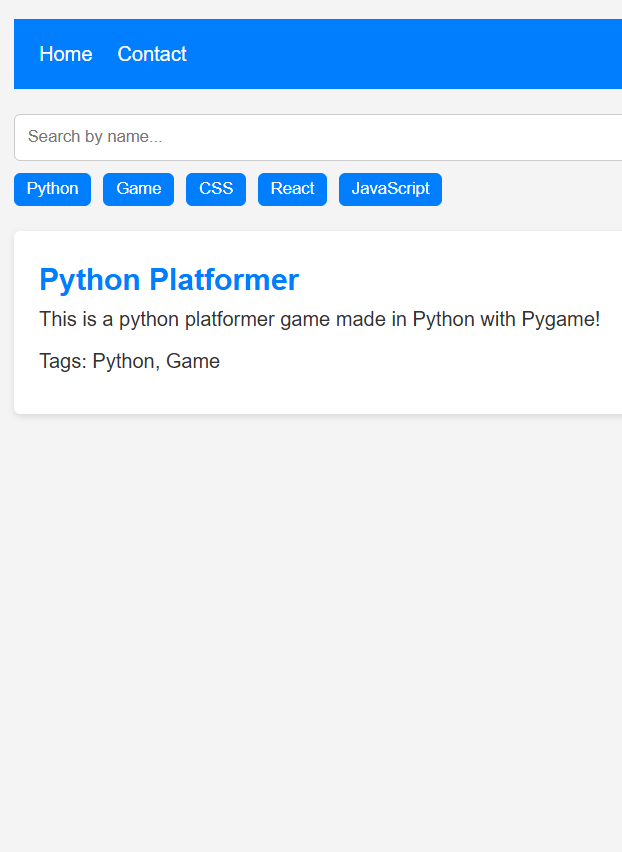 Home Contact
Search by name...
Python Game CSS React JavaScript
Python Platformer
This is a python platformer game made in Python with Pygame!
Tags: Python, Game